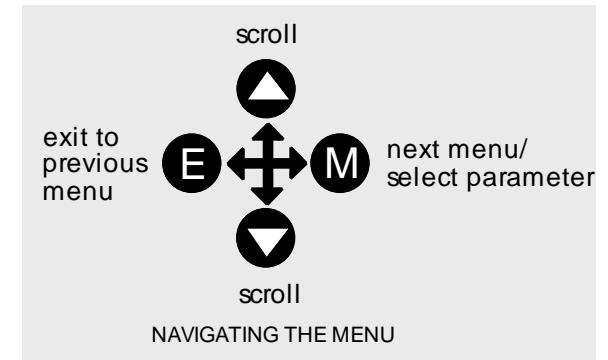 scroll
exit to
previous
menu
E
M
next menu/
select parameter
scroll
NAVIGATING THE MENU